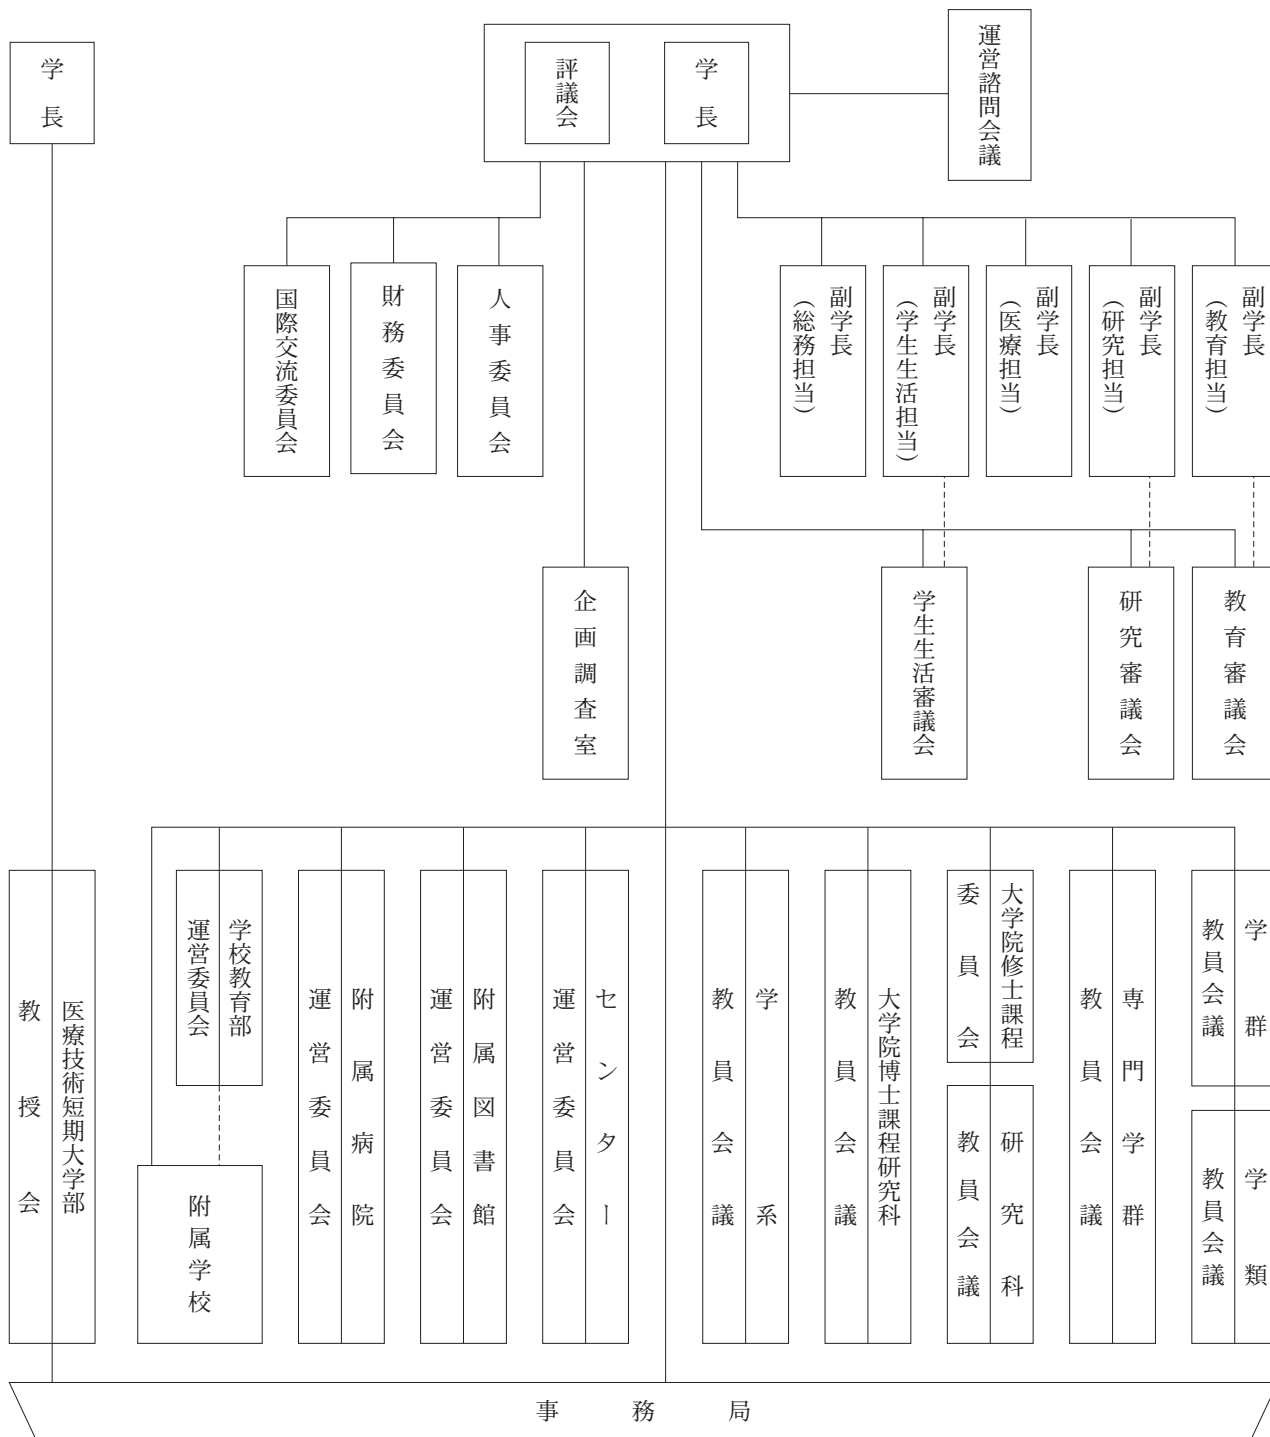 運営諮問会議
学長
評議会
学長
副学長
（教育担当）
副学長
（研究担当）
副学長
（医療担当）
副学長
（学生生活担当）
副学長
（総務担当）
人事委員会
財務委員会
国際交流委員会
教育審議会
研究審議会
学生生活審議会
企画調査室
学群
教員会議
学類
教員会議
専門学群
教員会議
大学院修士課程
委員会
研究科
教員会議
大学院博士課程研究科
教員会議
学系
教員会議
センター
運営委員会
附属図書館
運営委員会
附属病院
運営委員会
学校教育部
運営委員会
附属学校
医療技術短期大学部
教授会
事務局